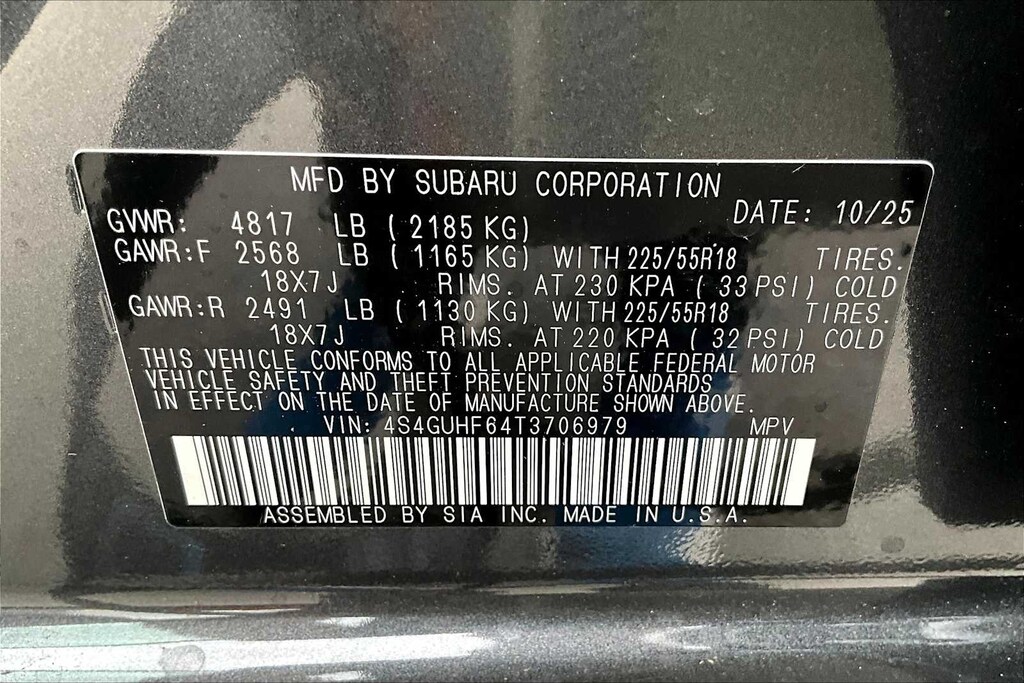 MFD BY SUBARU CORPORATION
DATE: 10/25
GVWR: 4817 LB ( 2185 KG)
GAWR:F 2568 LB ( 1165 KG) WITH 225/55R18 TIRES.
18X7J RIMS. AT 230 KPA ( 33 PSI) COLD
GAWR:R 2491 LB ( 1130 KG) WITH 225/55R18 TIRES.
18X7J RIMS. AT 220 KPA ( 32 PSI) COLD
THIS VEHICLE CONFORMS TO ALL APPLICABLE FEDERAL MOTOR
VEHICLE SAFETY AND THEFT PREVENTION STANDARDS
IN EFFECT ON THE DATE OF MANUFACTURE SHOWN ABOVE.
VIN: 4S4GUHF64T3706979 MPV
ASSEMBLED BY SIA INC. MADE IN U.S.A.